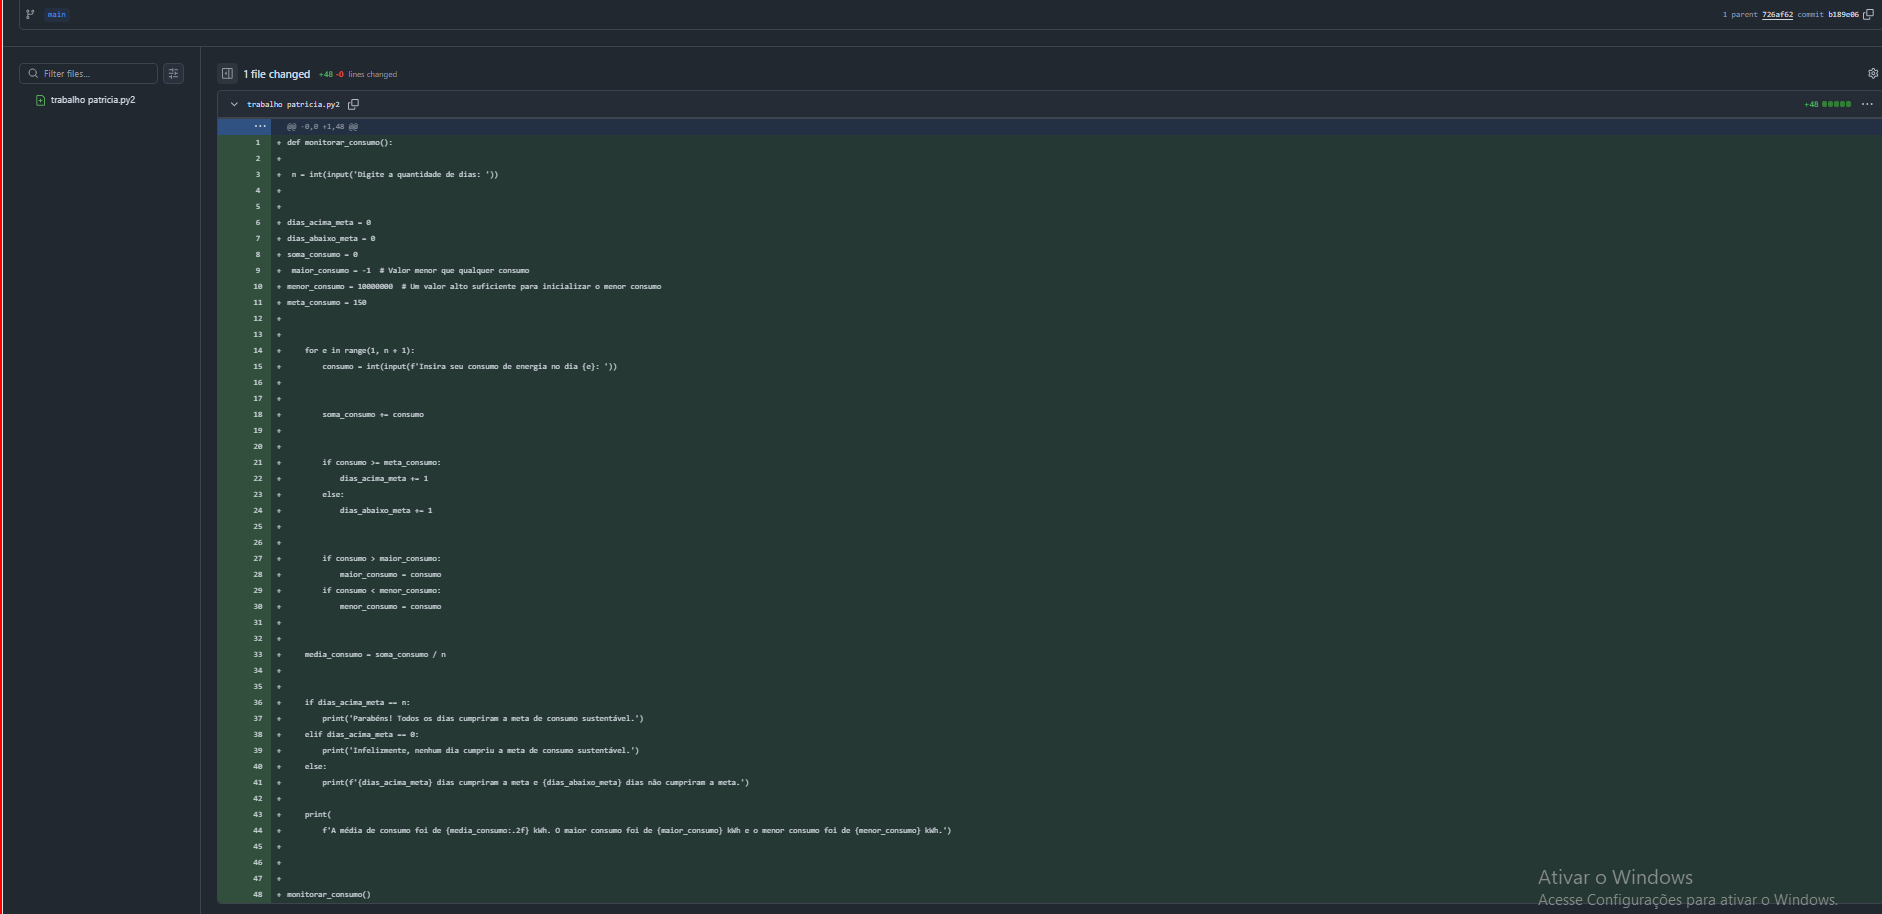 main
1 parent 726af62 commit b189e06
Filter files...
trabalho patricia.py2
1 file changed +48 -0 lines changed
trabalho patricia.py2 +48
@@ -0,0 +1,48 @@
1 + def monitorar_consumo():
2 +
3 + n = int(input('Digite a quantidade de dias: '))
4 +
5 +
6 + dias_acima_meta = 0
7 + dias_abaixo_meta = 0
8 + soma_consumo = 0
9 + maior_consumo = -1 # Valor menor que qualquer consumo
10 + menor_consumo = 10000000 # Um valor alto suficiente para inicializar o menor consumo
11 + meta_consumo = 150
12 +
13 +
14 + for e in range(1, n + 1):
15 + consumo = int(input(f'Insira seu consumo de energia no dia {e}: '))
16 +
17 +
18 + soma_consumo += consumo
19 +
20 +
21 + if consumo >= meta_consumo:
22 + dias_acima_meta += 1
23 + else:
24 + dias_abaixo_meta += 1
25 +
26 +
27 + if consumo > maior_consumo:
28 + maior_consumo = consumo
29 + if consumo < menor_consumo:
30 + menor_consumo = consumo
31 +
32 +
33 + media_consumo = soma_consumo / n
34 +
35 +
36 + if dias_acima_meta == n:
37 + print('Parabéns! Todos os dias cumpriram a meta de consumo sustentável.')
38 + elif dias_acima_meta == 0:
39 + print('Infelizmente, nenhum dia cumpriu a meta de consumo sustentável.')
40 + else:
41 + print(f'{dias_acima_meta} dias cumpriram a meta e {dias_abaixo_meta} dias não cumpriram a meta.')
42 +
43 + print(
44 + f'A média de consumo foi de {media_consumo:.2f} kWh. O maior consumo foi de {maior_consumo} kWh e o menor consumo foi de {menor_consumo} kWh.')
45 +
46 +
47 +
48 + monitorar_consumo()
Ativar o Windows
Acesse Configurações para ativar o Windows.